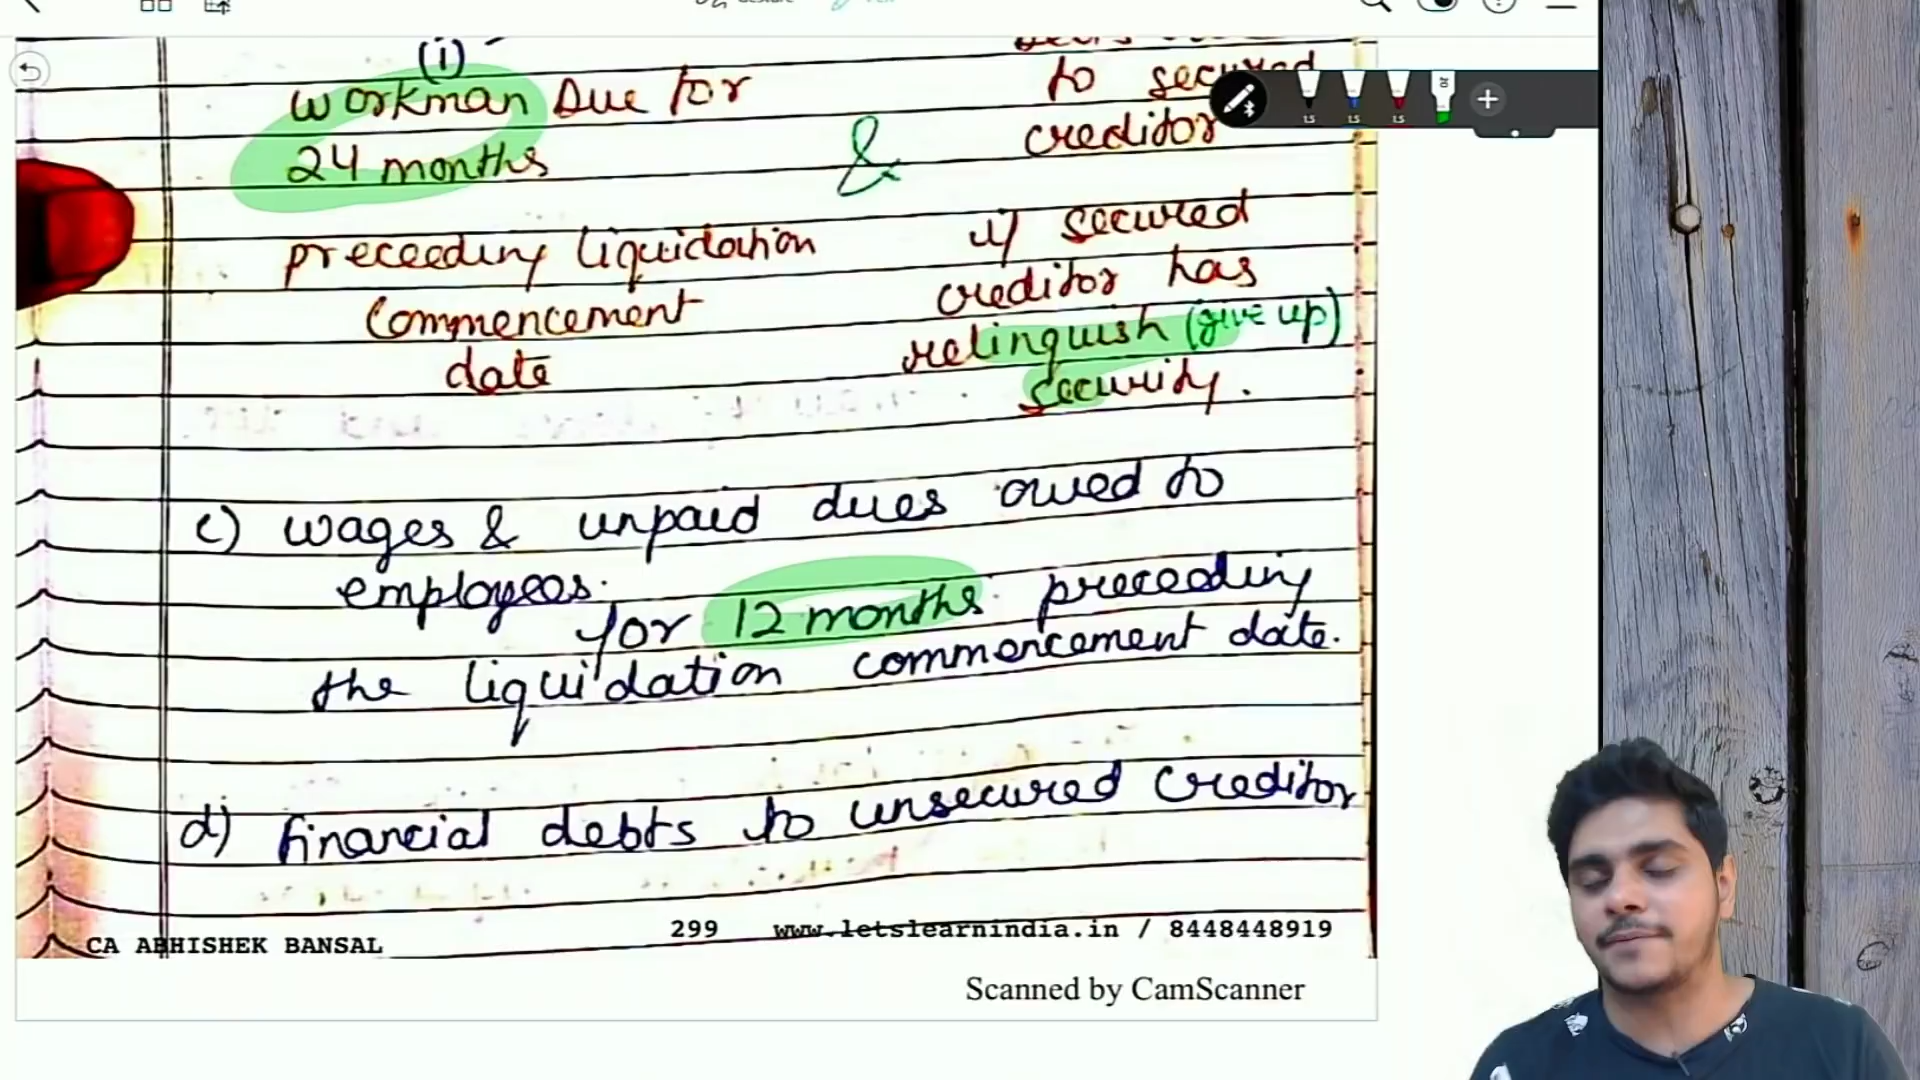 (i)
workman Due for
24 months
preceeding liquidation
Commencement
date
&
to secured
creditor
if secured
creditor has
relinquish (give up)
security.
c) wages & unpaid dues owed to
employees.
for 12 months preceding
the liquidation commencement date.
d) financial debts to unsecured creditor
CA ABHISHEK BANSAL
299 www.letslearnindia.in / 8448448919
Scanned by CamScanner